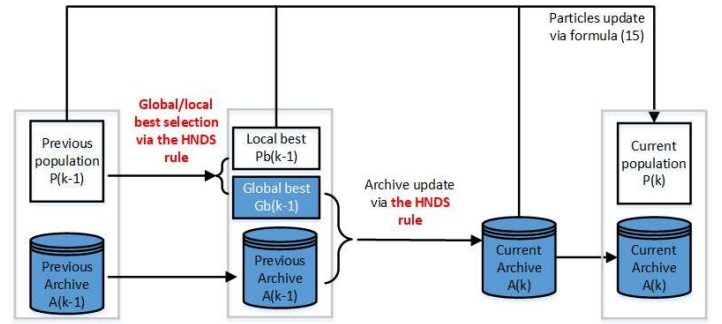 Particles update
via formula (15)
Global/local
best selection
via the HNDS
rule
Previous
population
P(k-1)
Local best
Pb(k-1)
Global best
Gb(k-1)
Archive update
via the HNDS
rule
Current
population
P(k)
Previous
Archive
A(k-1)
Previous
Archive
A(k-1)
Current
Archive
A(k)
Current
Archive
A(k)